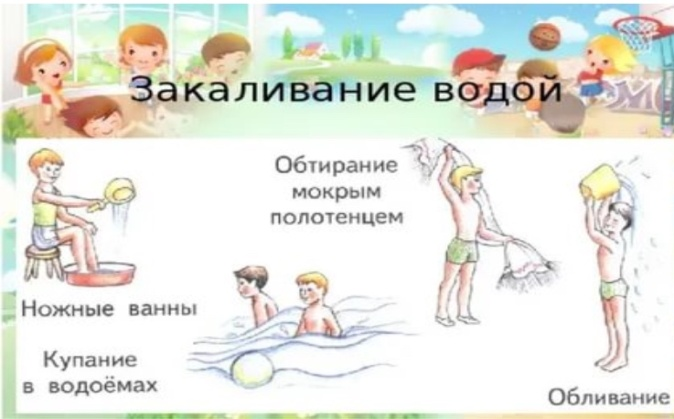 Закаливание водой
Обтирание
мокрым
полотенцем
Ножные ванны
Купание
в водоёмах
Обливание